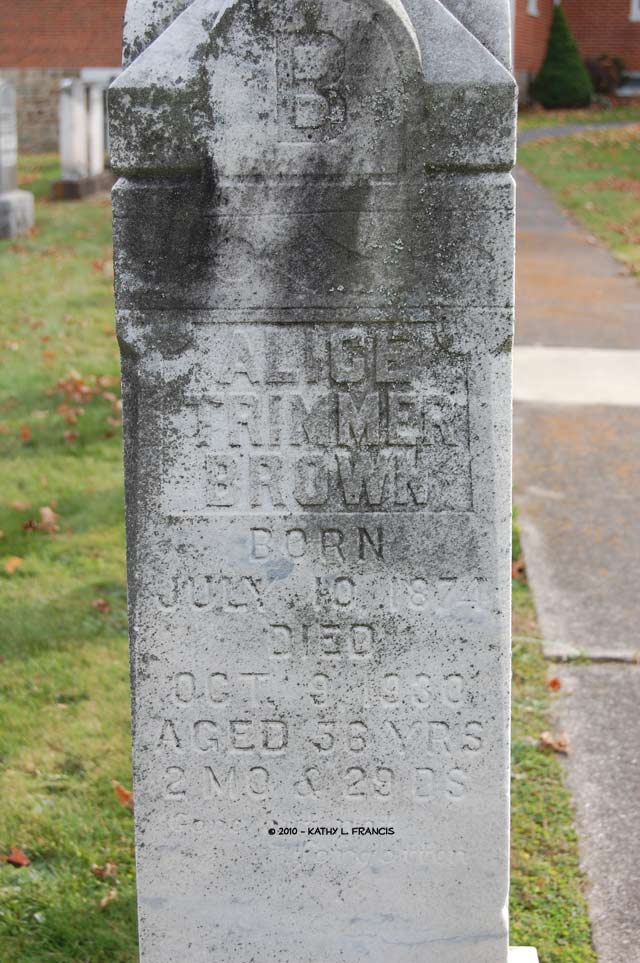 B
ALICE
TRIMMER
BROWN
BORN
JULY 10 1874
DIED
OCT. 9 1930
AGED 56 YRS
2 MO & 29 DS
© 2010 - KATHY L. FRANCIS